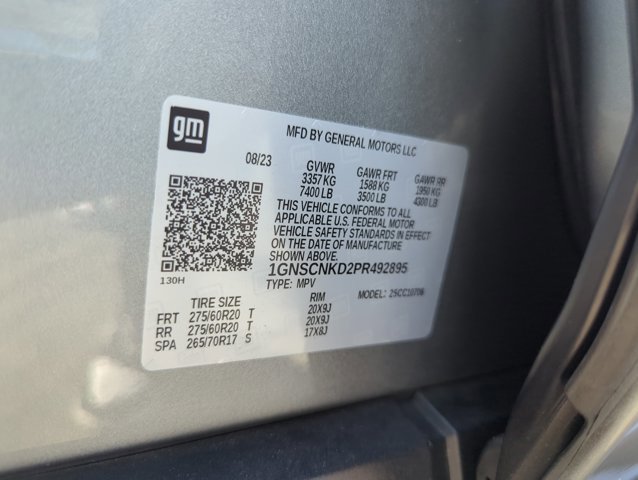 gm
MFD BY GENERAL MOTORS LLC
08/23
GVWR GAWR FRT GAWR RR
3357 KG 1588 KG 1950 KG
7400 LB 3500 LB 4300 LB
THIS VEHICLE CONFORMS TO ALL
APPLICABLE U.S. FEDERAL MOTOR
VEHICLE SAFETY STANDARDS IN EFFECT
ON THE DATE OF MANUFACTURE
SHOWN ABOVE.
1GNSCNKD2PR492895
130H
TYPE: MPV MODEL: 2SCC10706
TIRE SIZE RIM
FRT 275/60R20 T 20X9J
RR 275/60R20 T 20X9J
SPA 265/70R17 S 17X8J